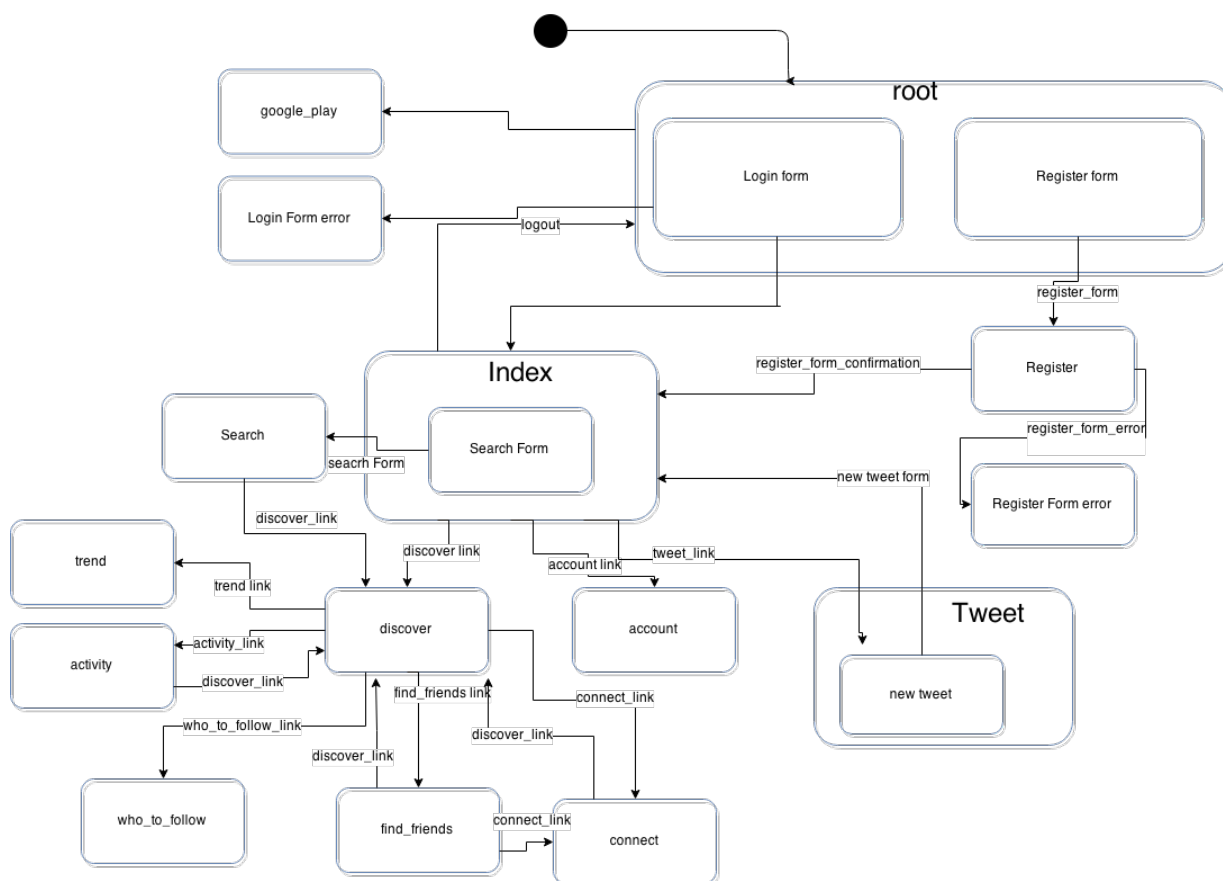 root
google_play
Login form
Register form
Login Form error
logout
register_form
Index
register_form_confirmation
Register
Search
Search Form
register_form_error
seacrh Form
new tweet form
Register Form error
discover_link
discover link
tweet_link
trend
account link
trend link
Tweet
discover
account
activity_link
activity
discover_link
find_friends link
connect_link
new tweet
who_to_follow_link
discover_link
discover_link
who_to_follow
find_friends
connect_link
connect